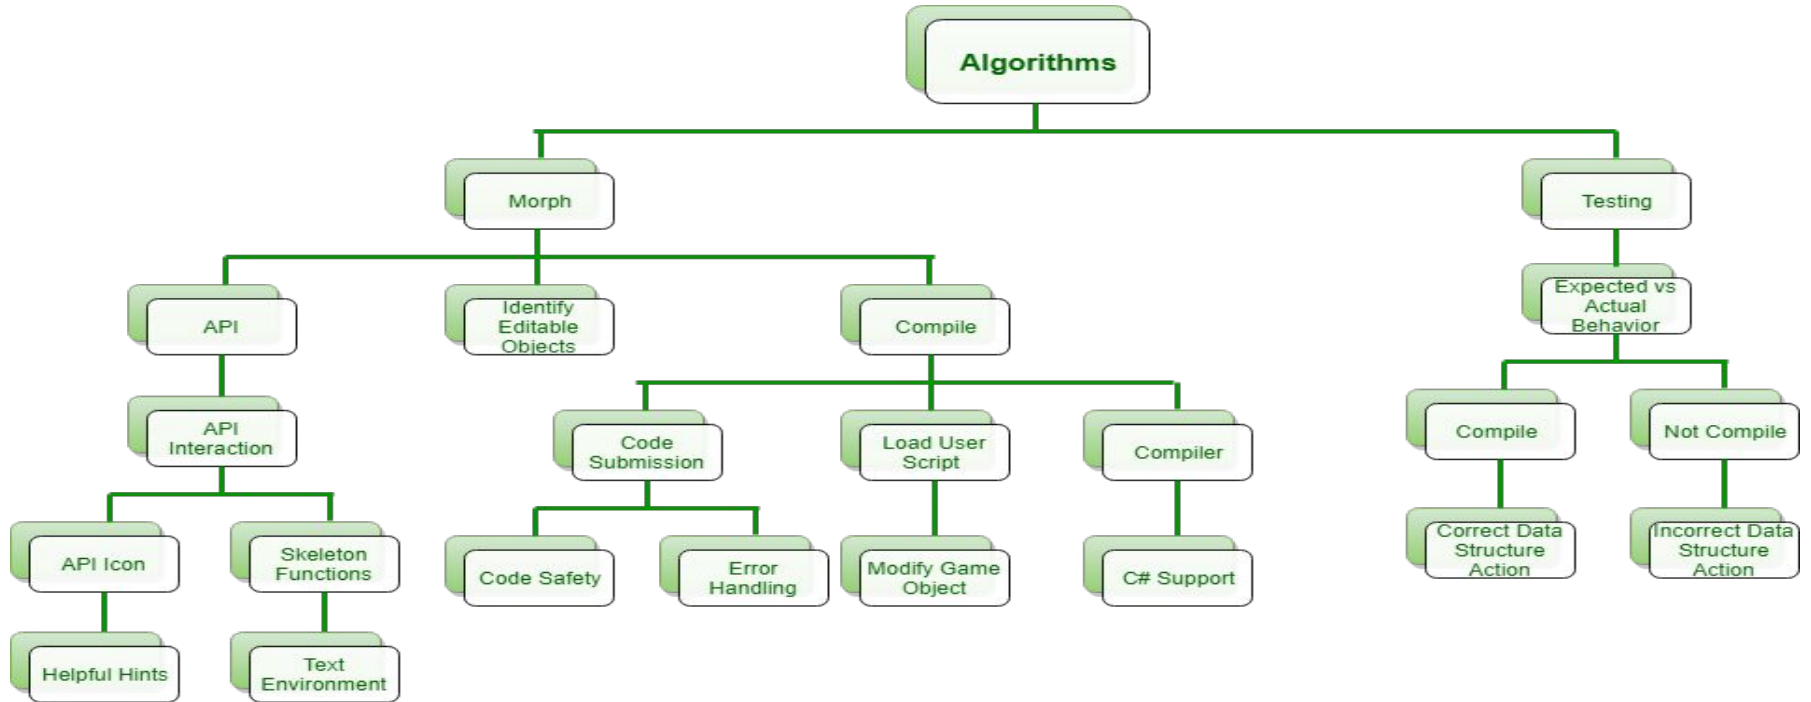 Algorithms
Morph
Testing
API
Identify
Editable
Objects
Compile
Expected vs
Actual
Behavior
API
Interaction
Code
Submission
Load User
Script
Compiler
Compile
Not Compile
API Icon
Skeleton
Functions
Code Safety
Error
Handling
Modify Game
Object
C# Support
Correct Data
Structure
Action
Incorrect Data
Structure
Action
Helpful Hints
Text
Environment